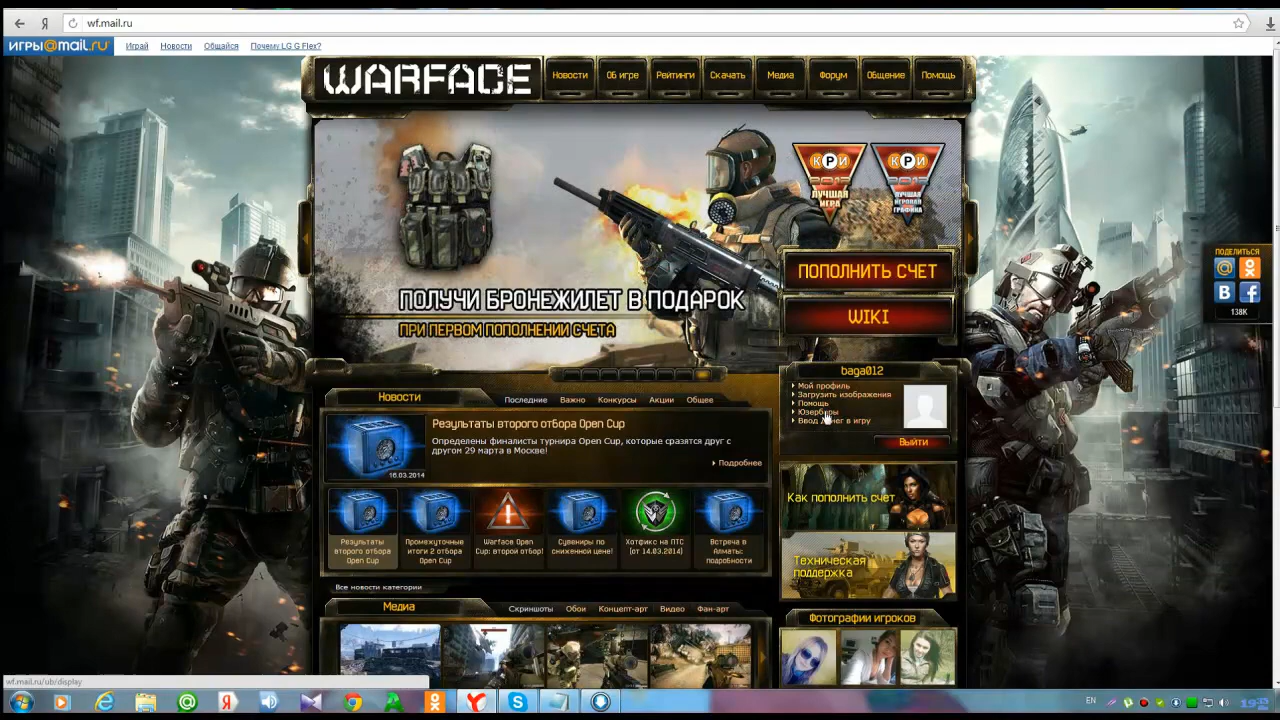 wf.mail.ru
ИГРЫ@MAIL.RU
Играй Новости Общайся Почему LG G Flex?
WARFACE
Новости ОБ игре Рейтинги Скачать Медиа Форум Общение Помощь
КРИ КРИ
ЛУЧШАЯ ИГРА
ЛУЧШАЯ ИГРОВАЯ ГРАФИКА
ПОПОЛНИТЬ СЧЕТ
WIKI
ПОЛУЧИ БРОНЕЖИЛЕТ В ПОДАРОК
ПРИ ПЕРВОМ ПОПОЛНЕНИИ СЧЕТА
ПОДЕЛИТЬСЯ
138K
baga012
Мой профиль
Загрузить изображения
Помощь
Юзербары
Ввод денег в игру
Выйти
Новости
Последние Важно Конкурсы Акции Общее
Результаты второго отбора Open Cup
Определены финалисты турнира Open Cup, которые сразятся друг с
другом 29 марта в Москве!
16.03.2014
Подробнее
Результаты
второго отбора
Open Cup
Промежуточные
итоги 2 отбора
Open Cup
Warface Open
Cup: второй отбор!
Сувениры по
сниженной цене!
Хотфикс на ПТС
(от 14.03.2014)
Встреча в
Алматы:
подробности
Все новости категории
Как пополнить счет
Техническая
поддержка
Медиа
Скриншоты Обои Концепт-арт Видео Фан-арт
Фотографии игроков
wf.mail.ru/ub/display
EN